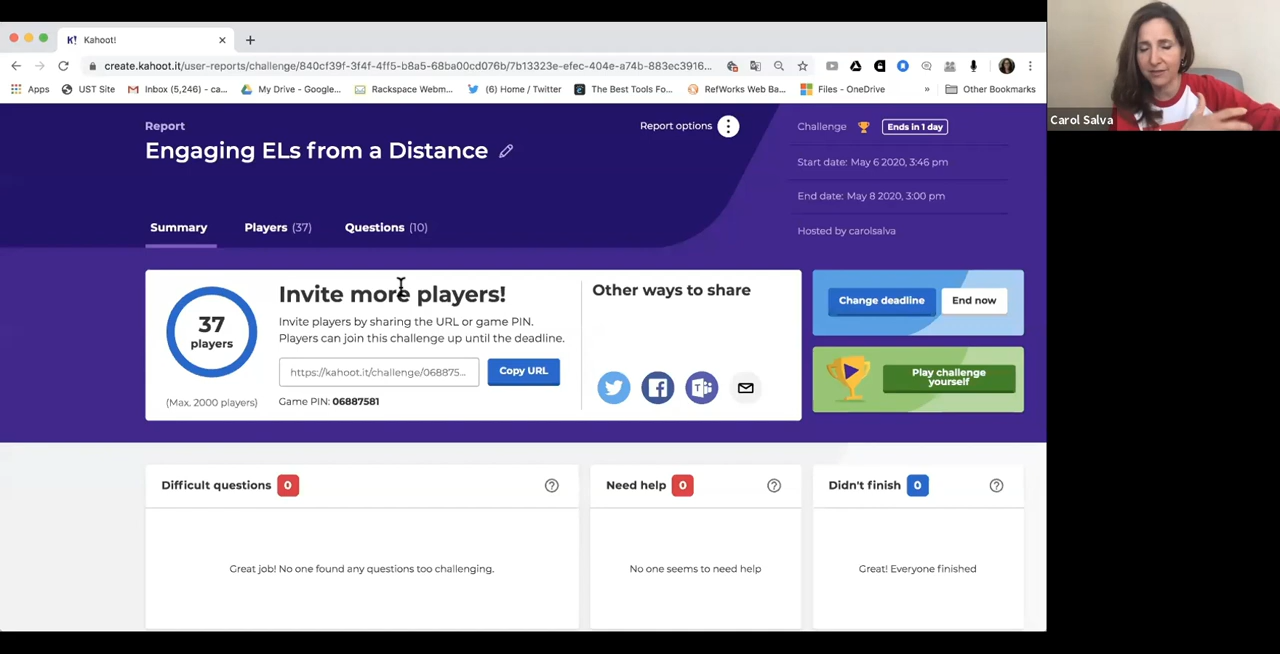 K! Kahoot!
create.kahoot.it/user-reports/challenge/840cf39f-3f4f-4ff5-b8a5-68ba00cd076b/7b13323e-efec-404e-a74b-883ec3916...
Apps UST Site Inbox (5,246) - ca... My Drive - Google... Rackspace Webm... (6) Home / Twitter The Best Tools Fo... RefWorks Web Ba... Files - OneDrive » Other Bookmarks
Carol Salva
Report
Report options
Engaging ELs from a Distance
Challenge Ends in 1 day
Start date: May 6 2020, 3:46 pm
End date: May 8 2020, 3:00 pm
Hosted by carolsalva
Summary Players (37) Questions (10)
37
players
(Max. 2000 players)
Invite more players!
Invite players by sharing the URL or game PIN.
Players can join this challenge up until the deadline.
https://kahoot.it/challenge/068875... Copy URL
Game PIN: 06887581
Other ways to share
Change deadline End now
Play challenge
yourself
Difficult questions 0
Great job! No one found any questions too challenging.
Need help 0
No one seems to need help
Didn't finish 0
Great! Everyone finished